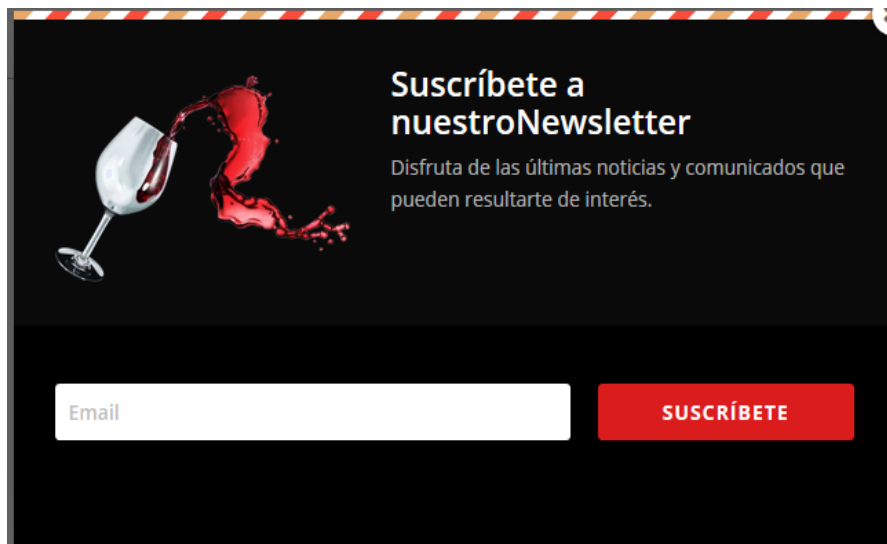 Suscríbete a
nuestroNewsletter
Disfruta de las últimas noticias y comunicados que
pueden resultarte de interés.
Email
SUSCRÍBETE